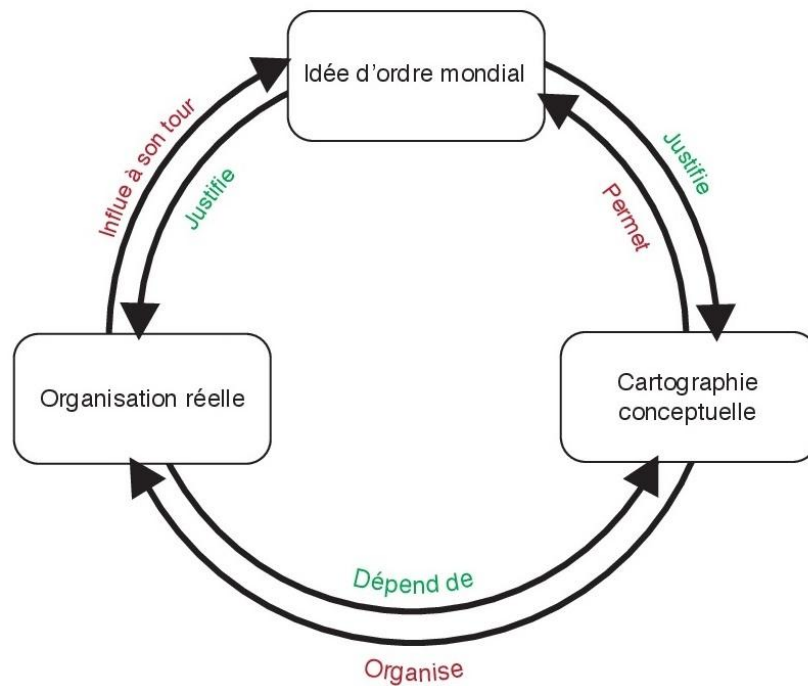 Idée d'ordre mondial
Influe à son tour
Justifie
Justifie
Permet
Organisation réelle
Cartographie
conceptuelle
Dépend de
Organise